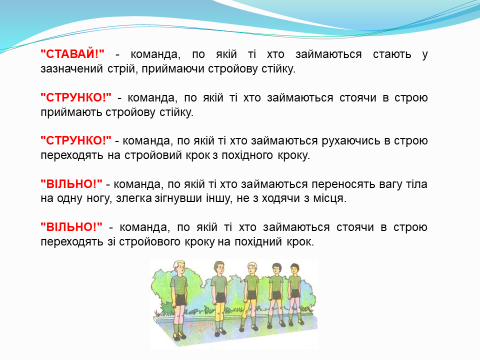 "СТАВАЙ!" - команда, по якій ті хто займаються стають у
зазначений стрій, приймаючи стройову стійку.
"СТРУНКО!" - команда, по якій ті хто займаються стоячи в строю
приймають стройову стійку.
"СТРУНКО!" - команда, по якій ті хто займаються рухаючись в строю
переходять на стройовий крок з похідного кроку.
"ВІЛЬНО!" - команда, по якій ті хто займаються переносять вагу тіла
на одну ногу, злегка зігнувши іншу, не з ходячи з місця.
"ВІЛЬНО!" - команда, по якій ті хто займаються стоячи в строю
переходять зі стройового кроку на похідний крок.